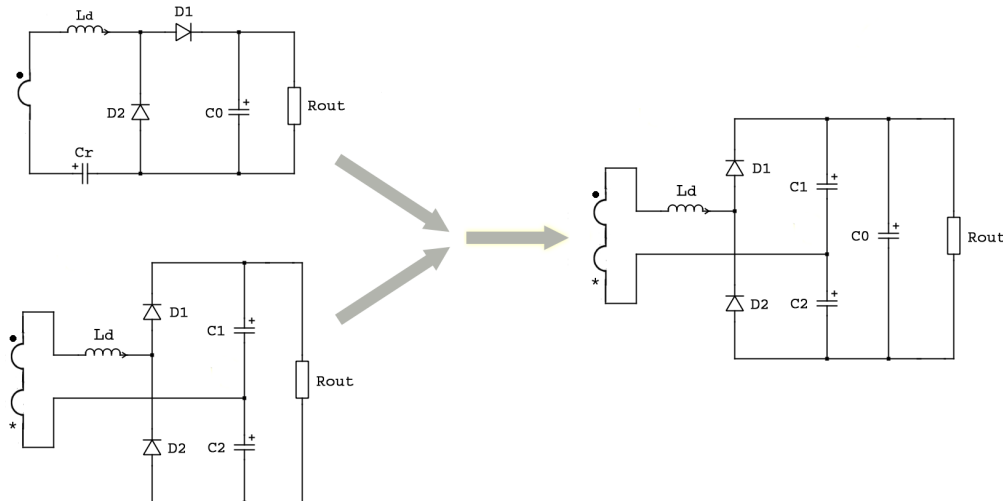 Ld
D1
D2
C0
+
Rout
Cr
+
Ld
D1
D2
C1
+
C2
+
Rout
*
Ld
D1
D2
C1
+
C2
+
C0
+
Rout
*